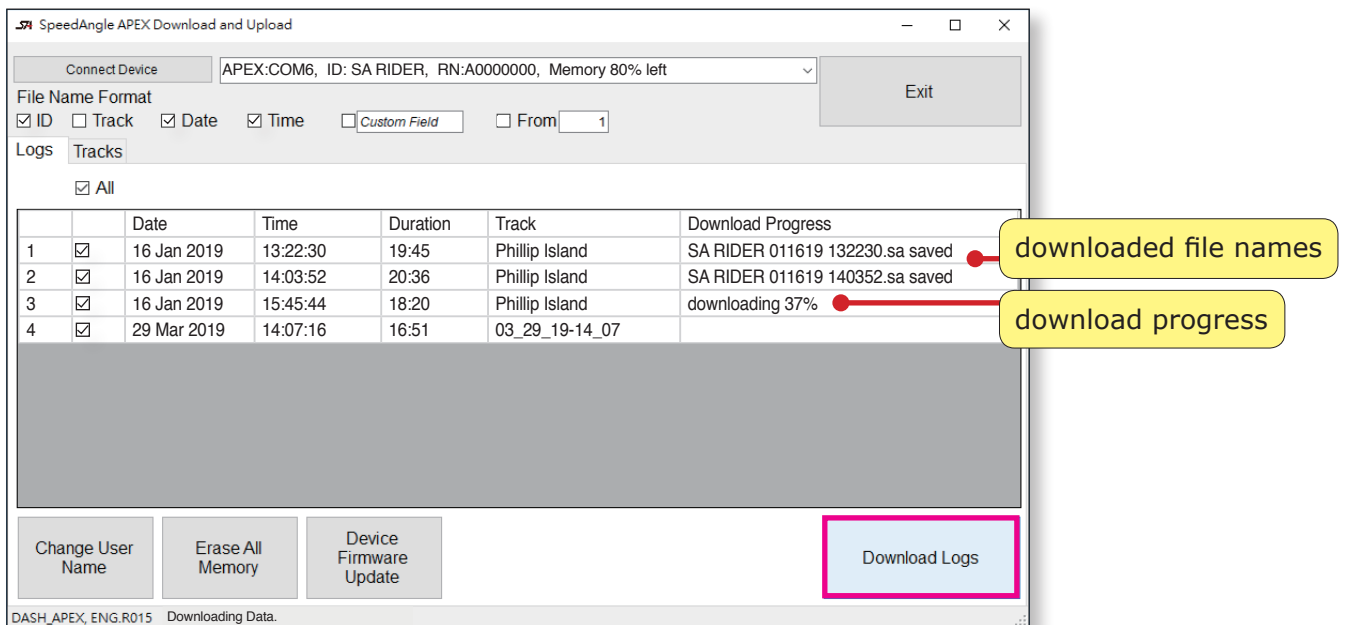 SA SpeedAngle APEX Download and Upload
Connect Device APEX:COM6, ID: SA RIDER, RN:A0000000, Memory 80% left
Exit
File Name Format
ID Track Date Time Custom Field From 1
Logs Tracks
All
Date Time Duration Track Download Progress
1 16 Jan 2019 13:22:30 19:45 Phillip Island SA RIDER 011619 132230.sa saved
downloaded file names
2 16 Jan 2019 14:03:52 20:36 Phillip Island SA RIDER 011619 140352.sa saved
3 16 Jan 2019 15:45:44 18:20 Phillip Island downloading 37%
download progress
4 29 Mar 2019 14:07:16 16:51 03_29_19-14_07
Change User
Name
Erase All
Memory
Device
Firmware
Update
Download Logs
DASH_APEX, ENG.R015 Downloading Data.